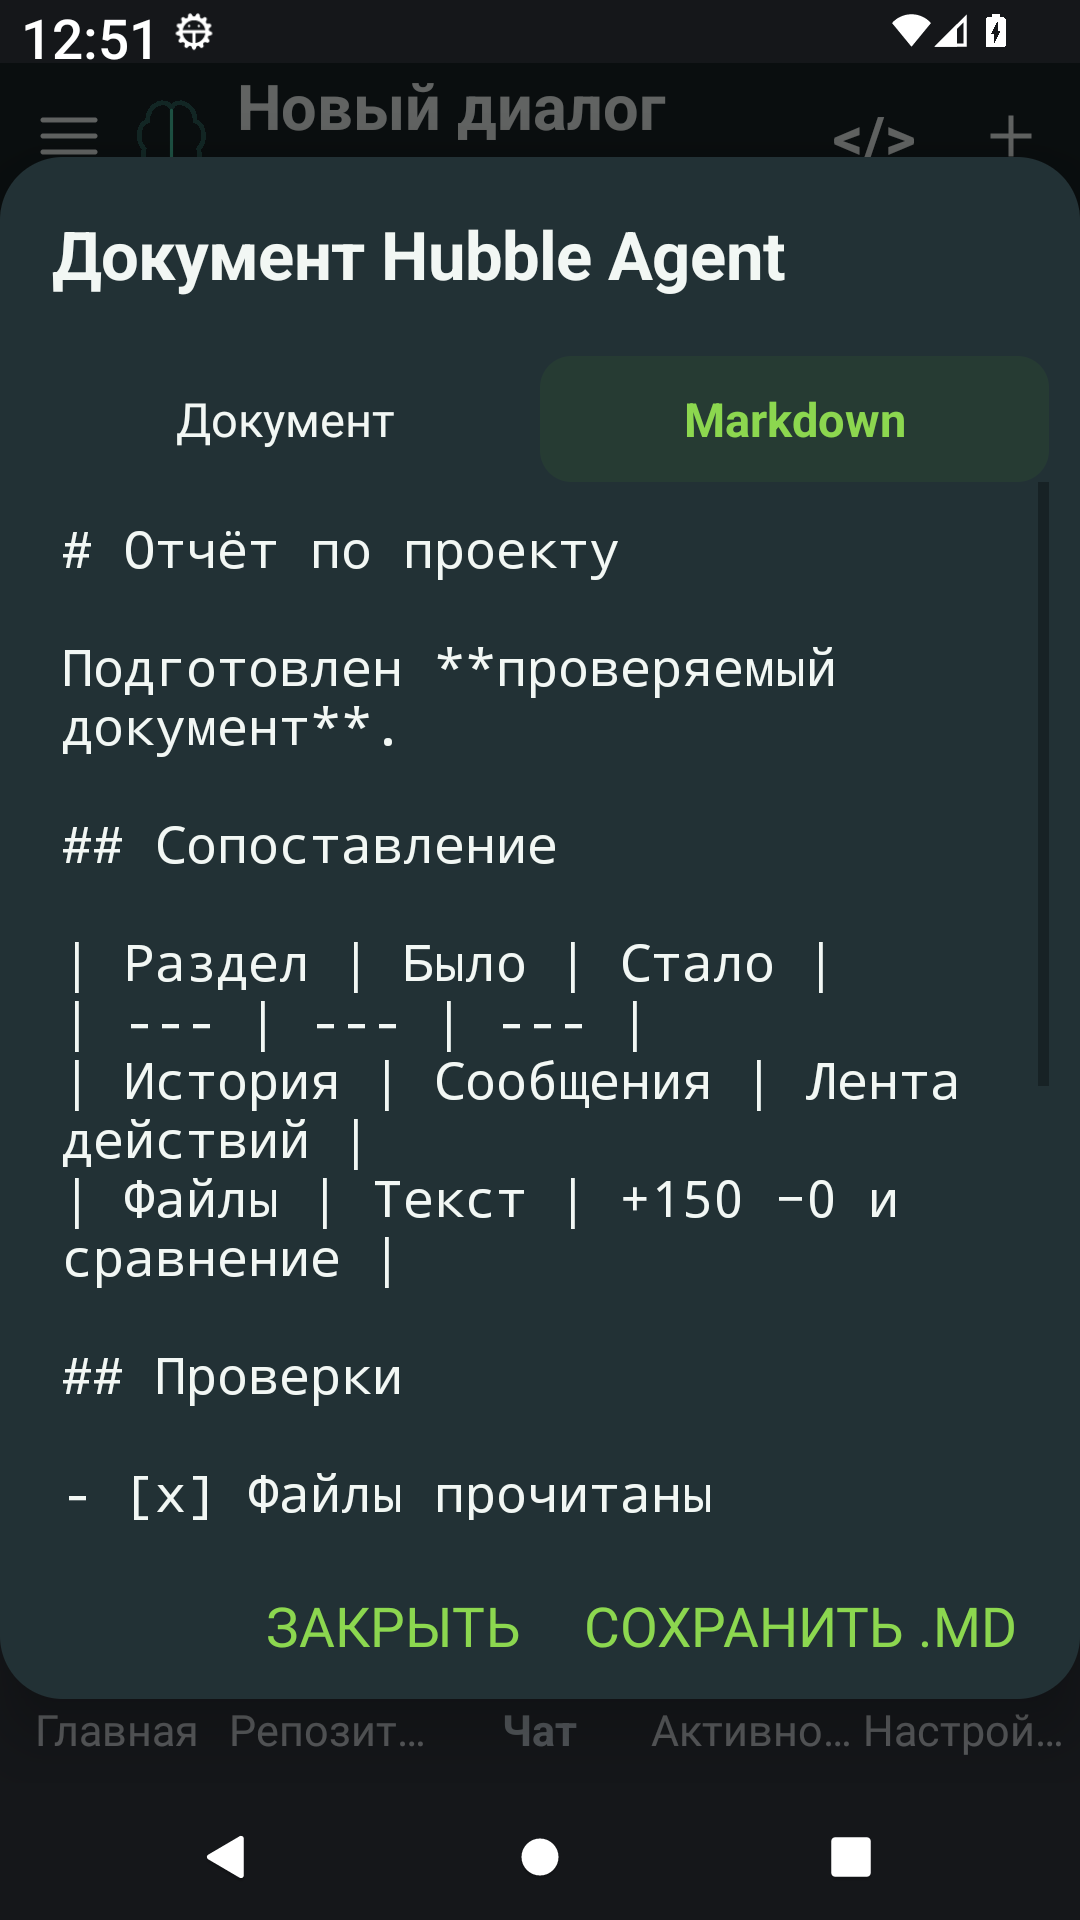 12:51
Новый диалог
</> +
Документ Hubble Agent
Документ Markdown
# Отчёт по проекту
Подготовлен **проверяемый
документ**.
## Сопоставление
| Раздел | Было | Стало |
| --- | --- | --- |
| История | Сообщения | Лента
действий |
| Файлы | Текст | +150 −0 и
сравнение |
## Проверки
- [x] Файлы прочитаны
ЗАКРЫТЬ СОХРАНИТЬ .MD
Главная Репозит… Чат Активно… Настрой…